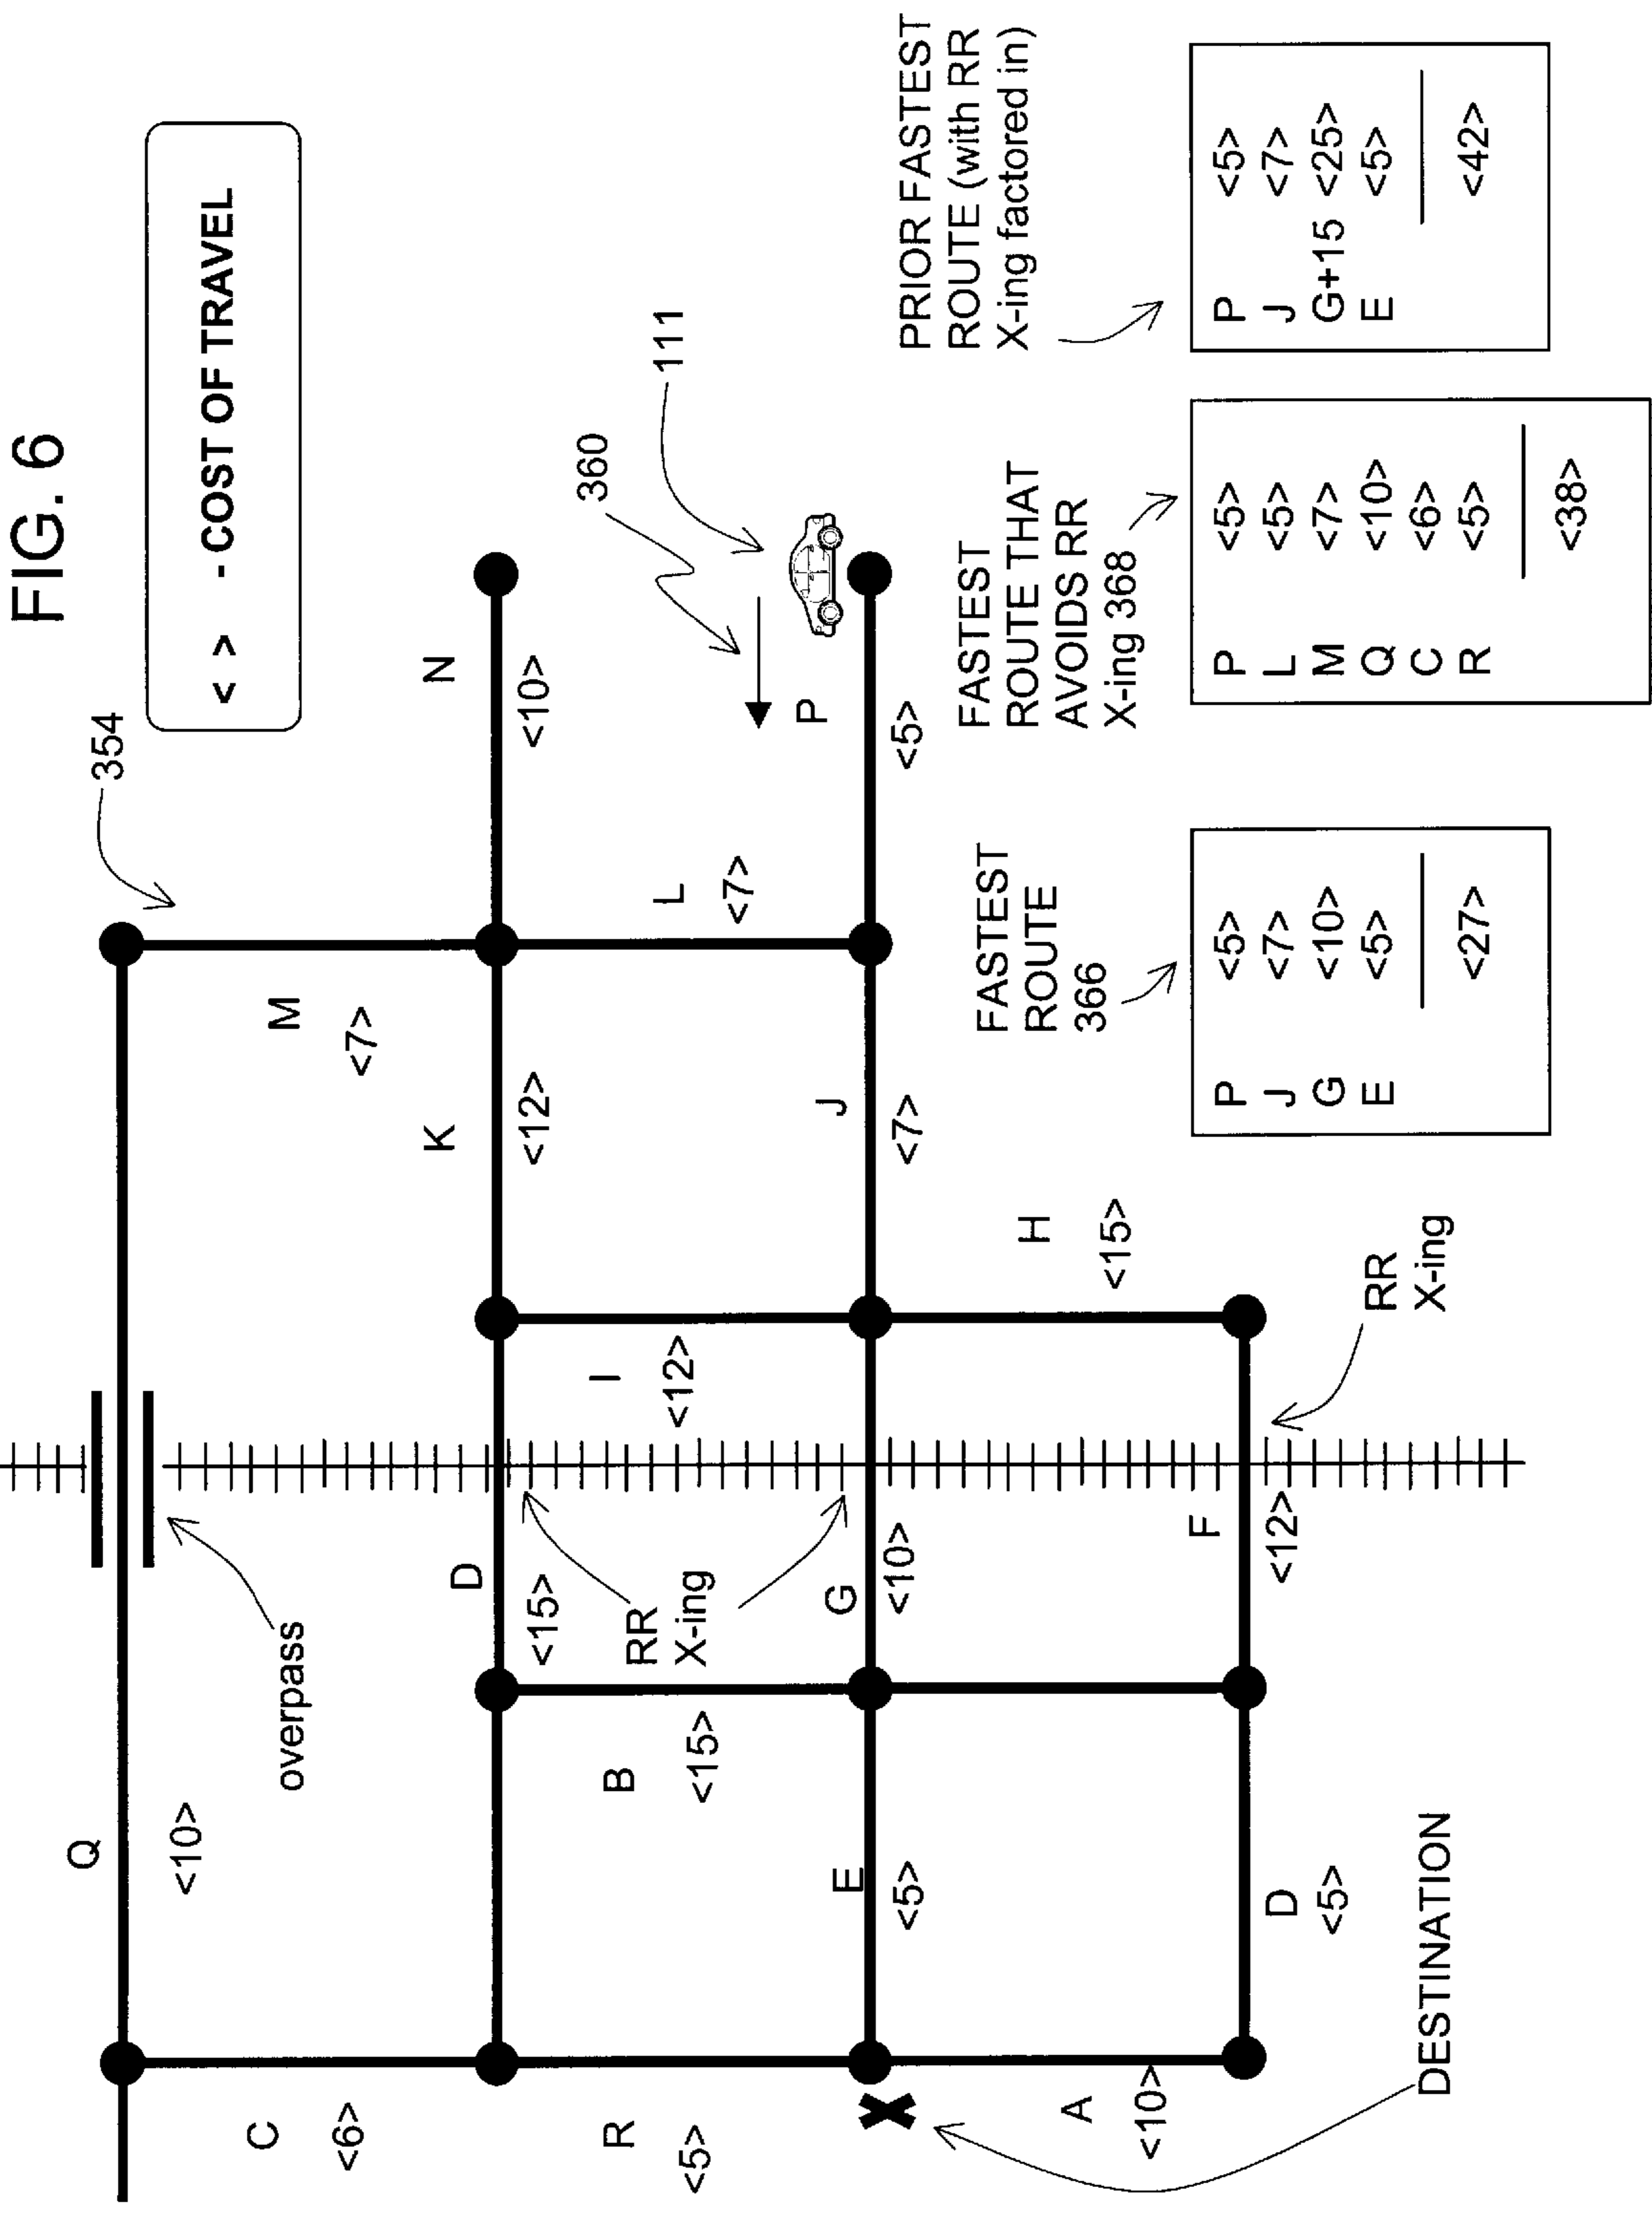 FIG. 6
< > - COST OF TRAVEL
354
Q
<10>
overpass
C
<6>
M
<7>
N
<10>
K
<12>
D
<15>
360
111
L
<7>
I
<12>
RR
X-ing
B
<15>
R
<5>
P
<5>
J
<7>
G
<10>
E
<5>
H
<15>
A
<10>
F
<12>
D
<5>
RR
X-ing
DESTINATION
FASTEST
ROUTE
366
P <5>
J <7>
G <10>
E <5>
<27>
FASTEST
ROUTE THAT
AVOIDS RR
X-ing 368
P <5>
L <5>
M <7>
Q <10>
C <6>
R <5>
<38>
PRIOR FASTEST
ROUTE (with RR
X-ing factored in)
P <5>
J <7>
G+15 <25>
E <5>
<42>